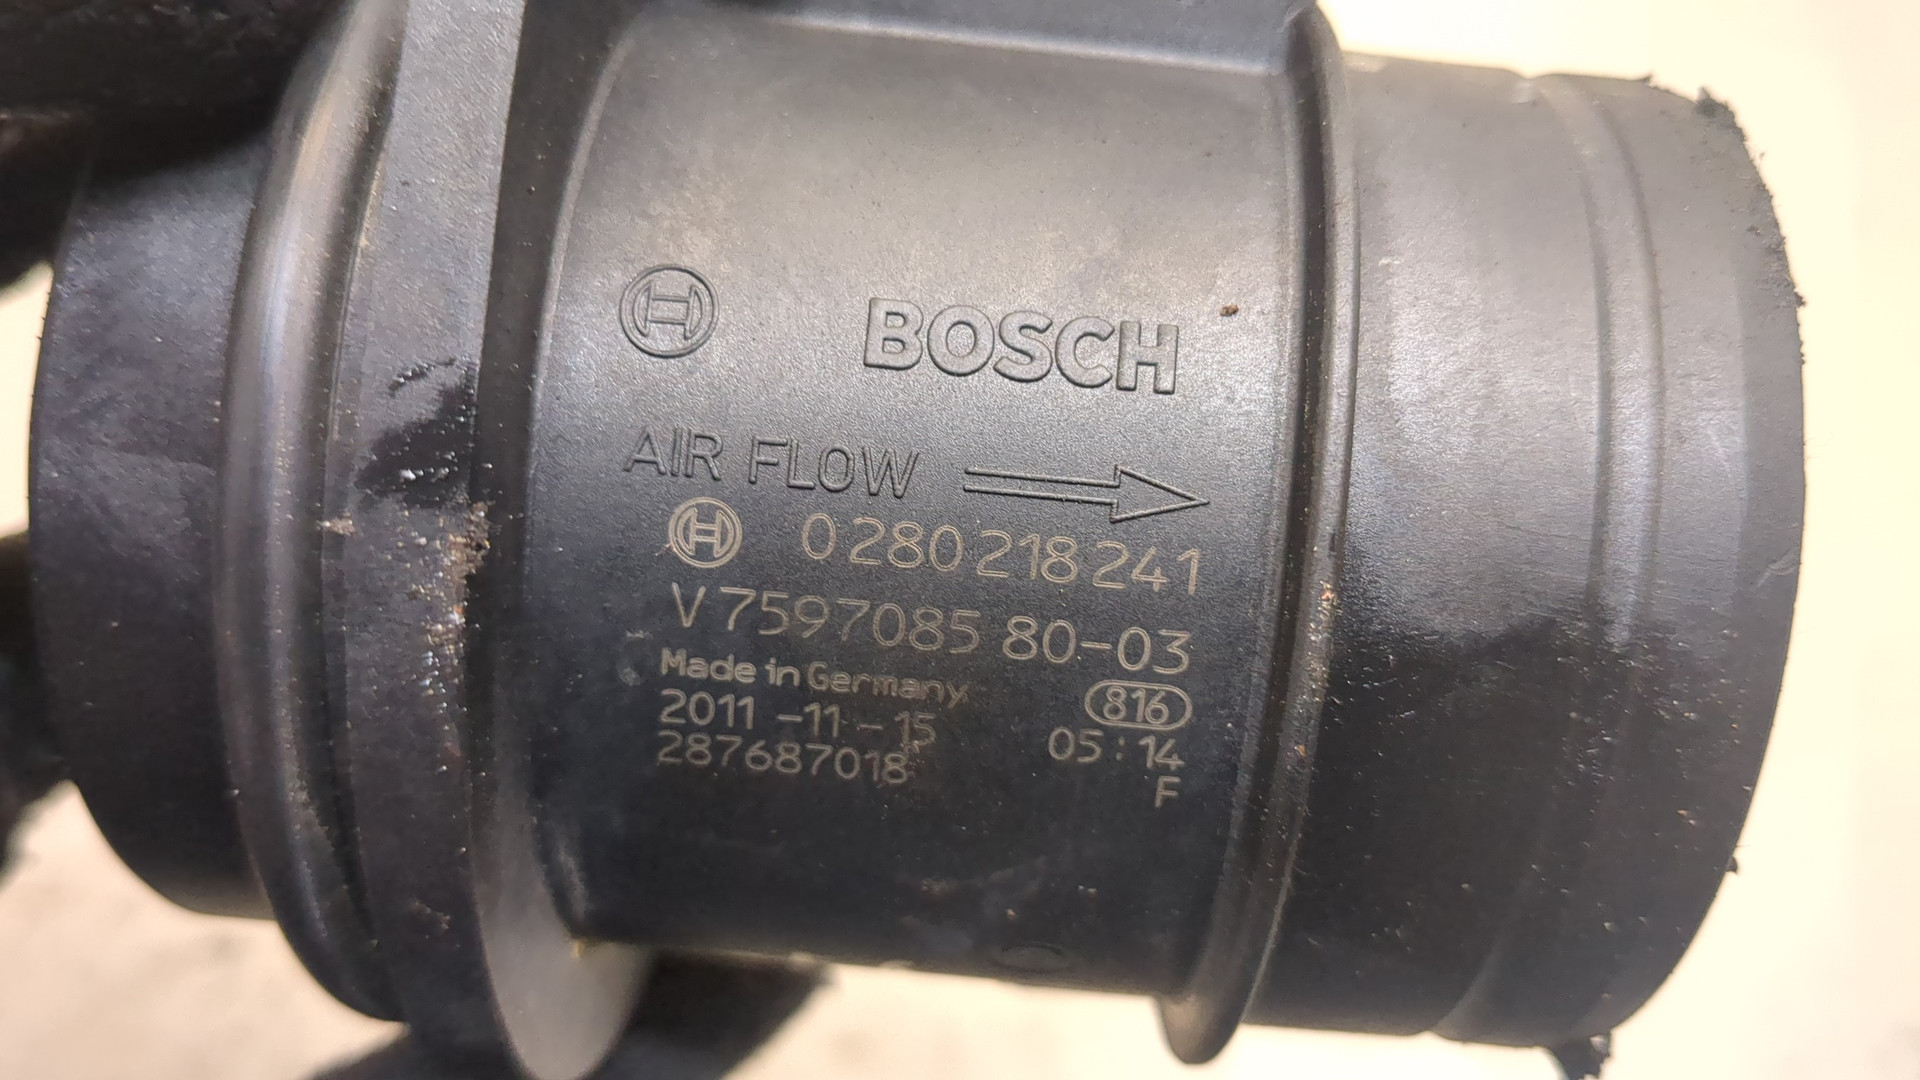 BOSCH
AIR FLOW
0 280 218 241
V 7597085 80-03
Made in Germany
816
2011-11-15
05:14
287687018
F